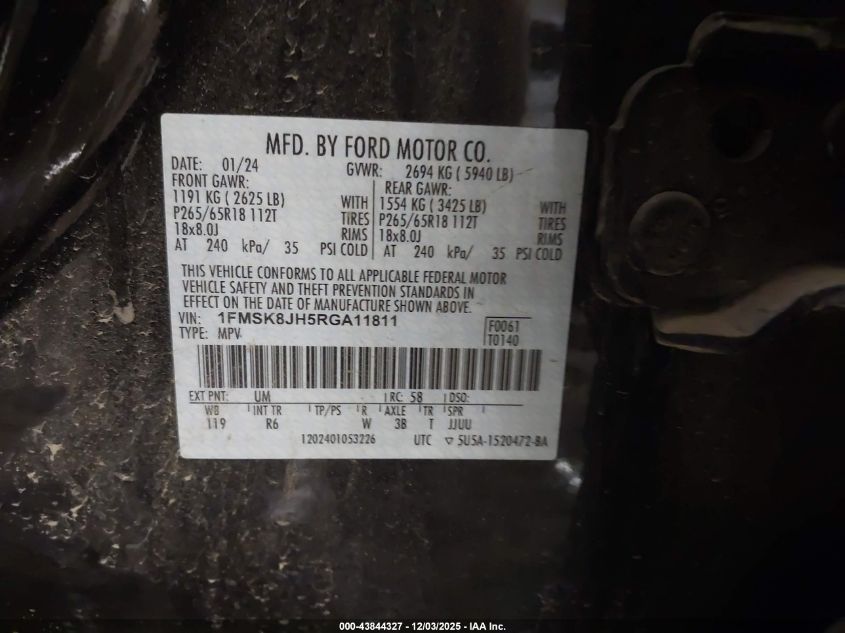 MFD. BY FORD MOTOR CO.
DATE: 01/24 GVWR: 2694 KG ( 5940 LB)
FRONT GAWR: REAR GAWR:
1191 KG ( 2625 LB) WITH 1554 KG ( 3425 LB) WITH
P265/65R18 112T TIRES P265/65R18 112T TIRES
18x8.0J RIMS 18x8.0J RIMS
AT 240 kPa/ 35 PSI COLD AT 240 kPa/ 35 PSI COLD
THIS VEHICLE CONFORMS TO ALL APPLICABLE FEDERAL MOTOR
VEHICLE SAFETY AND THEFT PREVENTION STANDARDS IN
EFFECT ON THE DATE OF MANUFACTURE SHOWN ABOVE.
VIN: 1FMSK8JH5RGA11811 F0061
TYPE: MPV T0140
EXT PNT: UM RC: 58 DSO:
WB INT TR TP/PS R AXLE TR SPR
119 R6 W 3B T JJUU
1202401053226 UTC ▽ 5U5A-1520472-BA
000-43844327 - 12/03/2025 - IAA Inc.